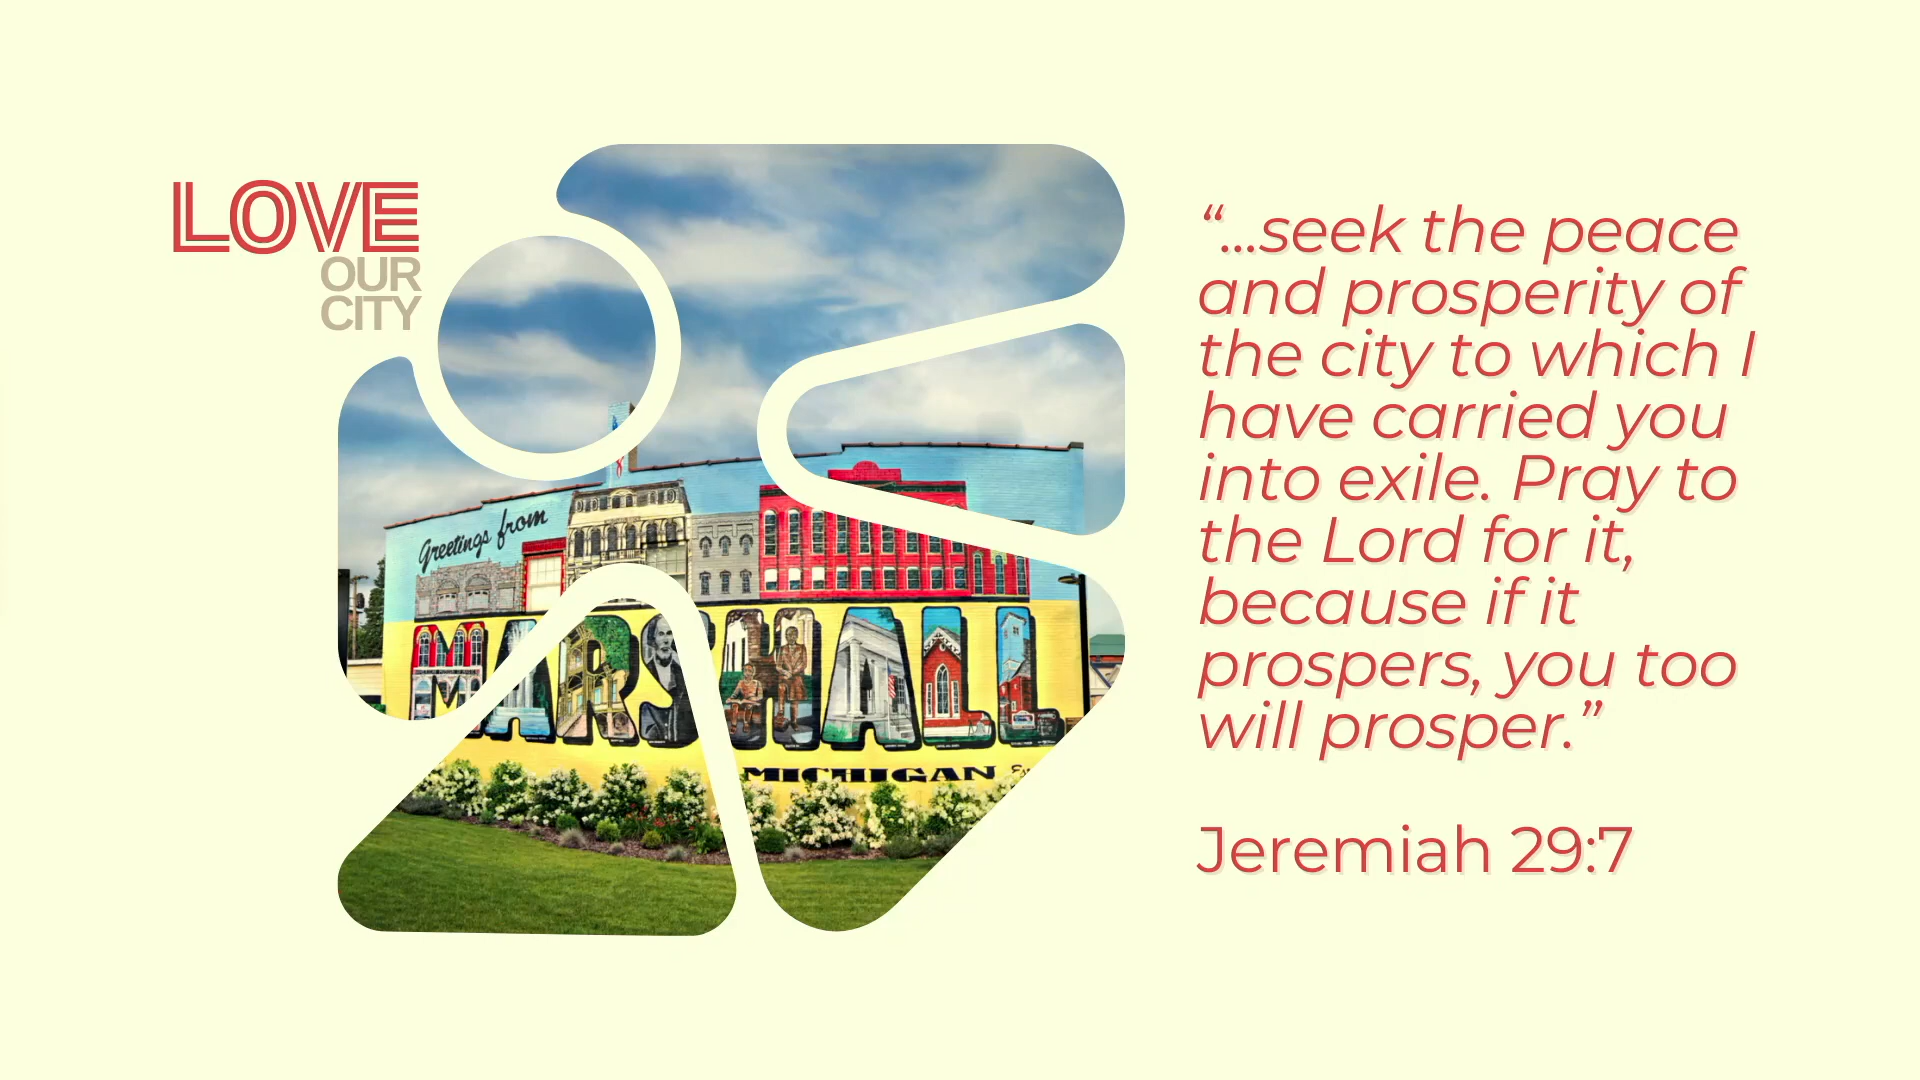 LOVE
OUR
CITY
Greetings from
MARSHALL
MICHIGAN
“...seek the peace
and prosperity of
the city to which I
have carried you
into exile. Pray to
the Lord for it,
because if it
prospers, you too
will prosper.”
Jeremiah 29:7